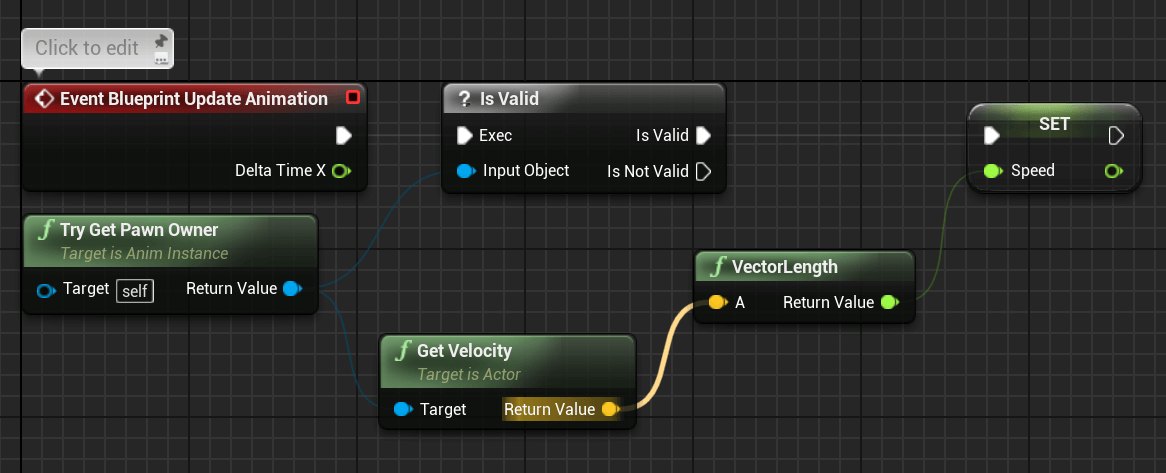 Click to edit
Event Blueprint Update Animation
Delta Time X
? Is Valid
Exec
Is Valid
Input Object
Is Not Valid
SET
Speed
f Try Get Pawn Owner
Target is Anim Instance
Target self
Return Value
f VectorLength
A
Return Value
f Get Velocity
Target is Actor
Target
Return Value